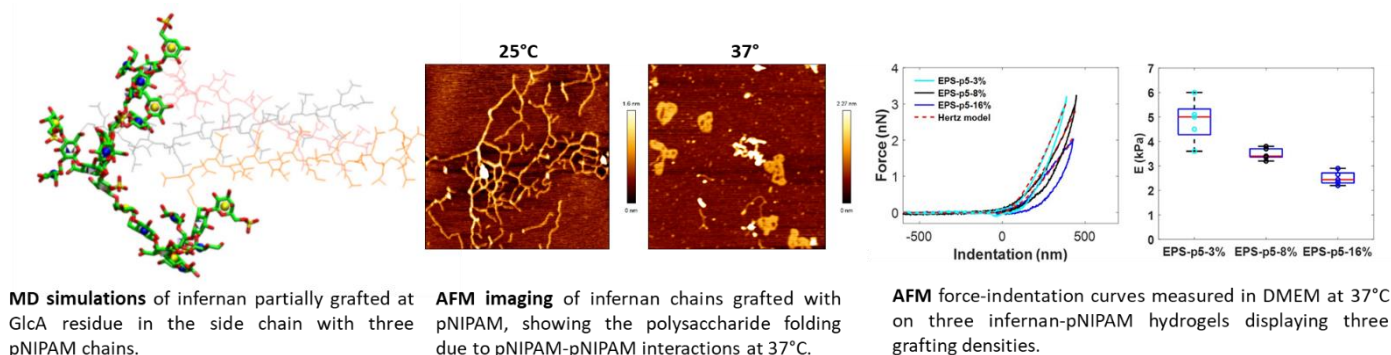 25°C
37°
1.6 nm
0 nm
2.27 nm
0 nm
4
3
2
1
0
Force (nN)
EPS-p5-3%
EPS-p5-8%
EPS-p5-16%
Hertz model
-500
0
500
Indentation (nm)
7
6
5
4
3
2
1
0
E (kPa)
EPS-p5-3%
EPS-p5-8%
EPS-p5-16%
MD simulations of infernan partially grafted at
GlcA residue in the side chain with three
pNIPAM chains.
AFM imaging of infernan chains grafted with
pNIPAM, showing the polysaccharide folding
due to pNIPAM-pNIPAM interactions at 37°C.
AFM force-indentation curves measured in DMEM at 37°C
on three infernan-pNIPAM hydrogels displaying three
grafting densities.